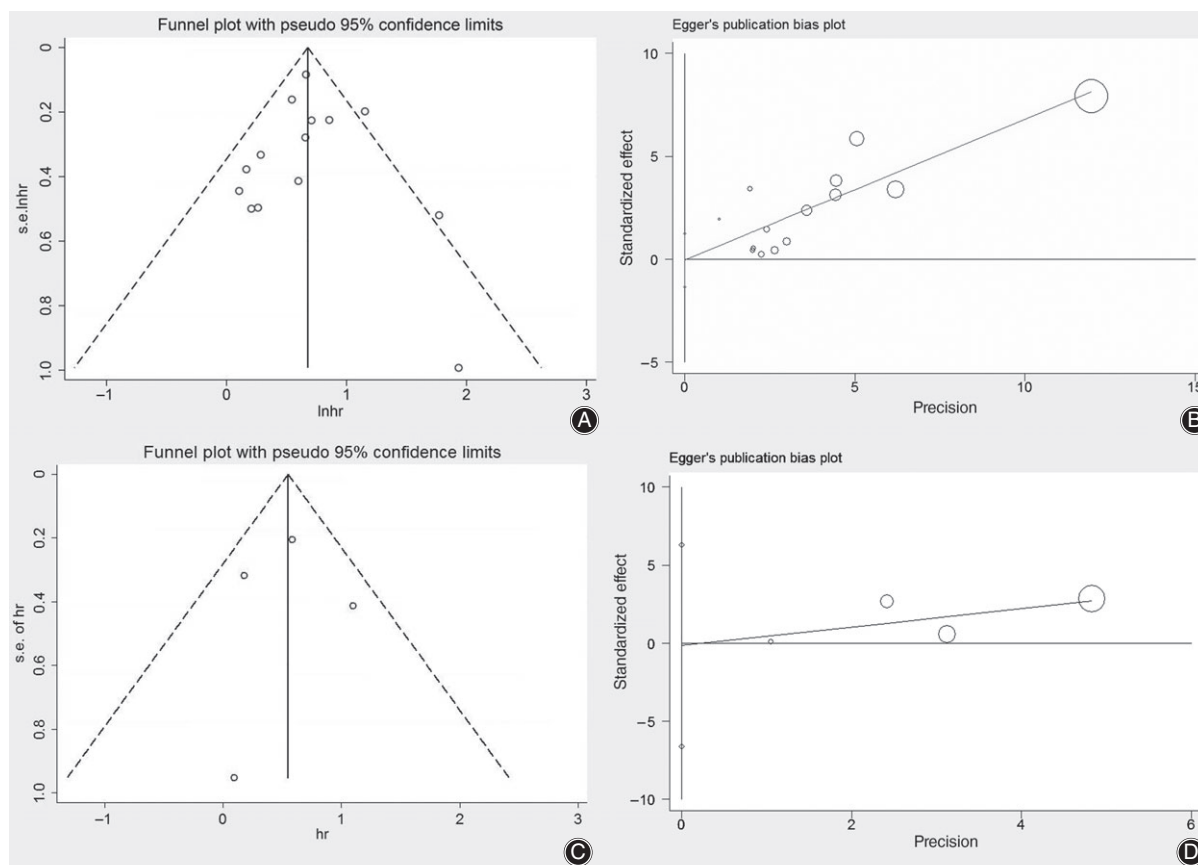 Funnel plot with pseudo 95% confidence limits
0
0.2
0.4
0.6
0.8
1.0
s.e.lnhr
−1 0 1 2 3
lnhr
A
Egger's publication bias plot
10
5
0
−5
Standardized effect
0 5 10 15
Precision
B
Funnel plot with pseudo 95% confidence limits
0
0.2
0.4
0.6
0.8
1.0
s.e. of hr
−1 0 1 2 3
hr
C
Egger's publication bias plot
10
5
0
−5
−10
Standardized effect
0 2 4 6
Precision
D